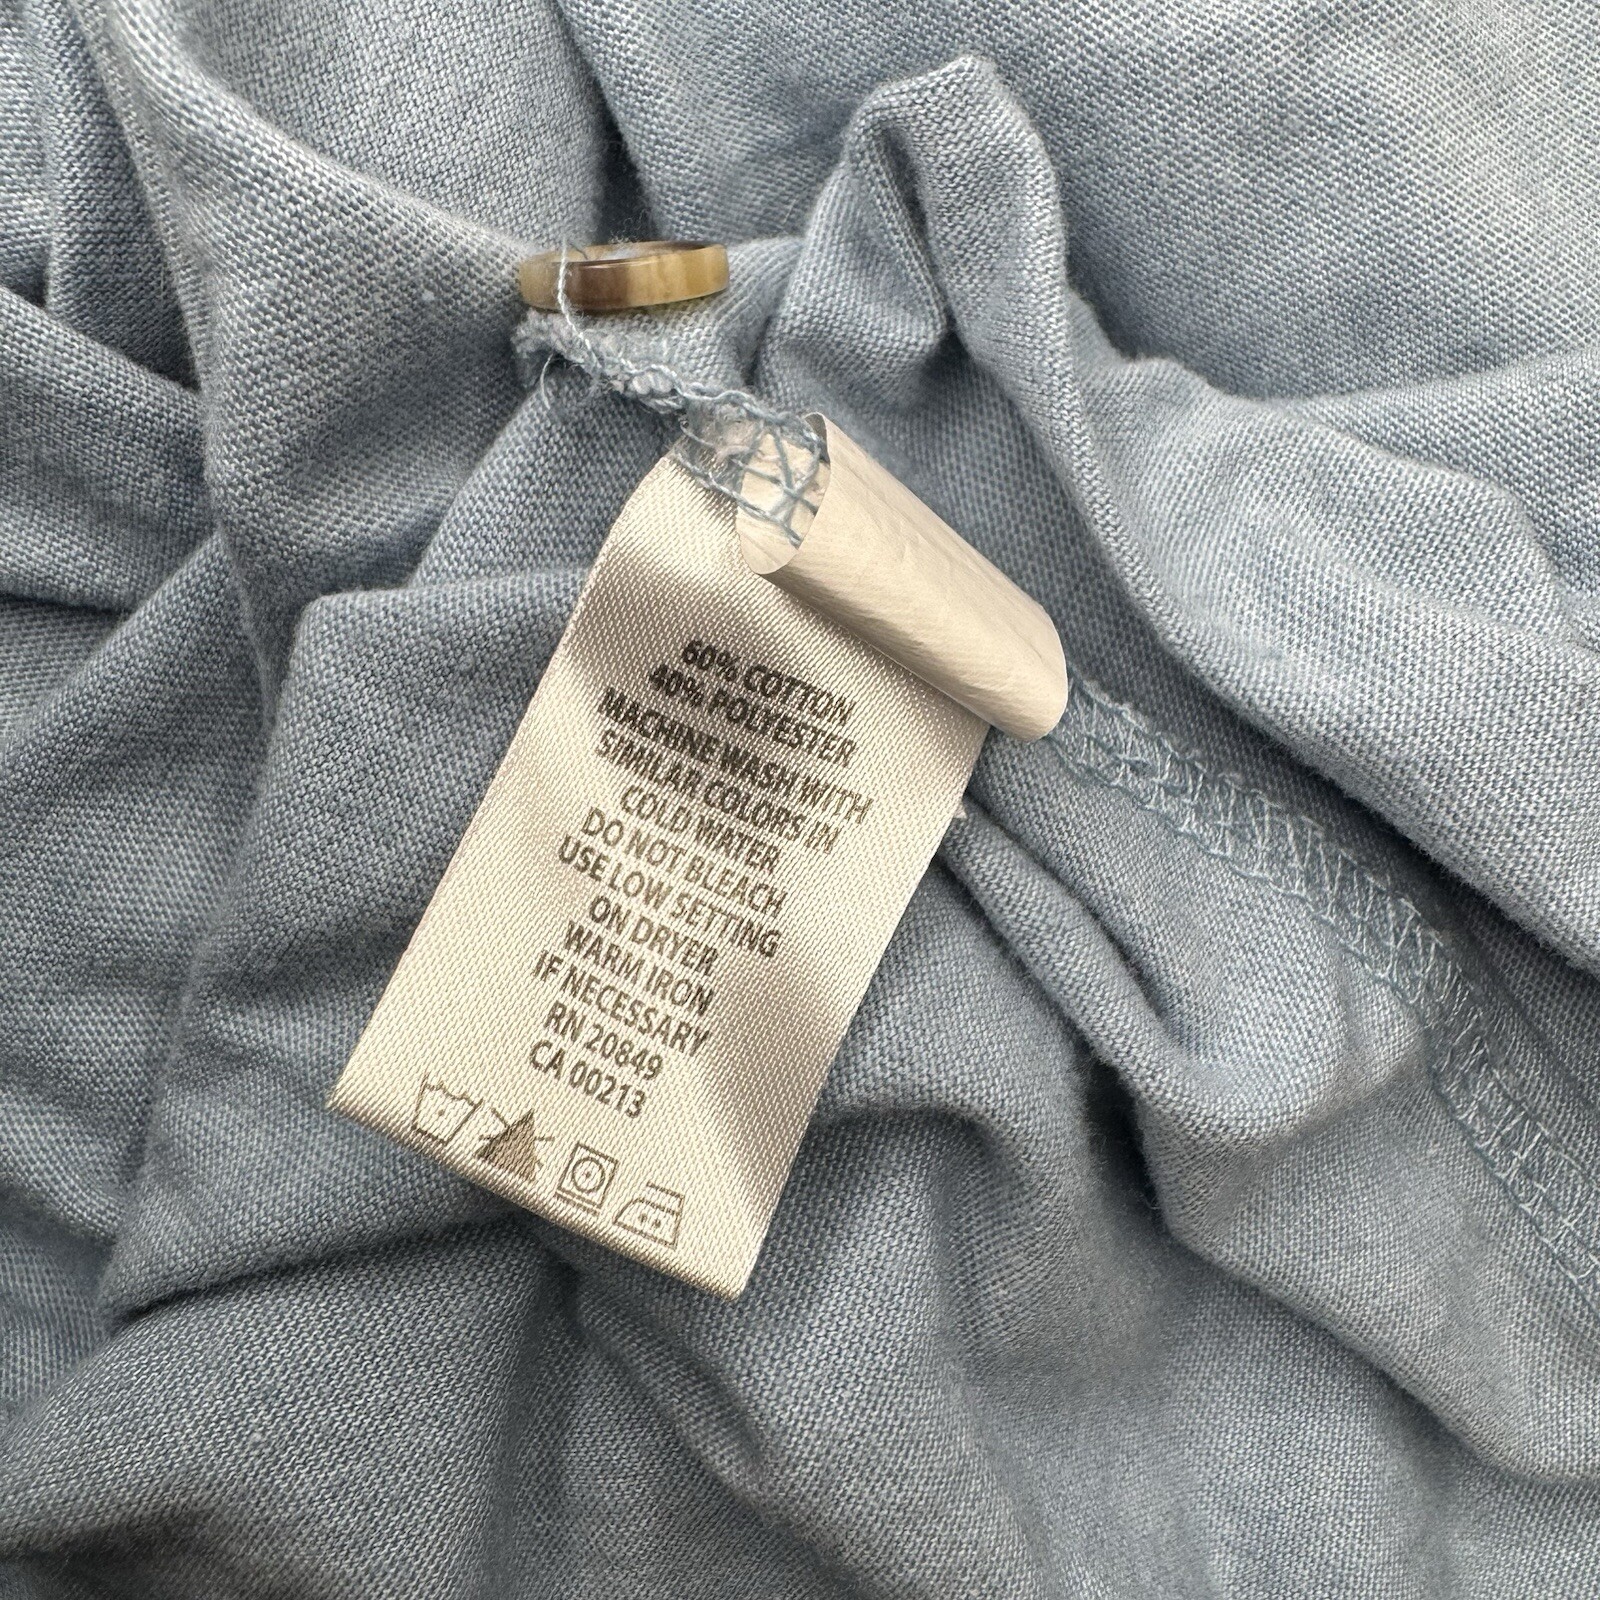 60% COTTON
40% POLYESTER
MACHINE WASH WITH
SIMILAR COLORS IN
COLD WATER
DO NOT BLEACH
USE LOW SETTING
ON DRYER
WARM IRON
IF NECESSARY
RN 20849
CA 00213